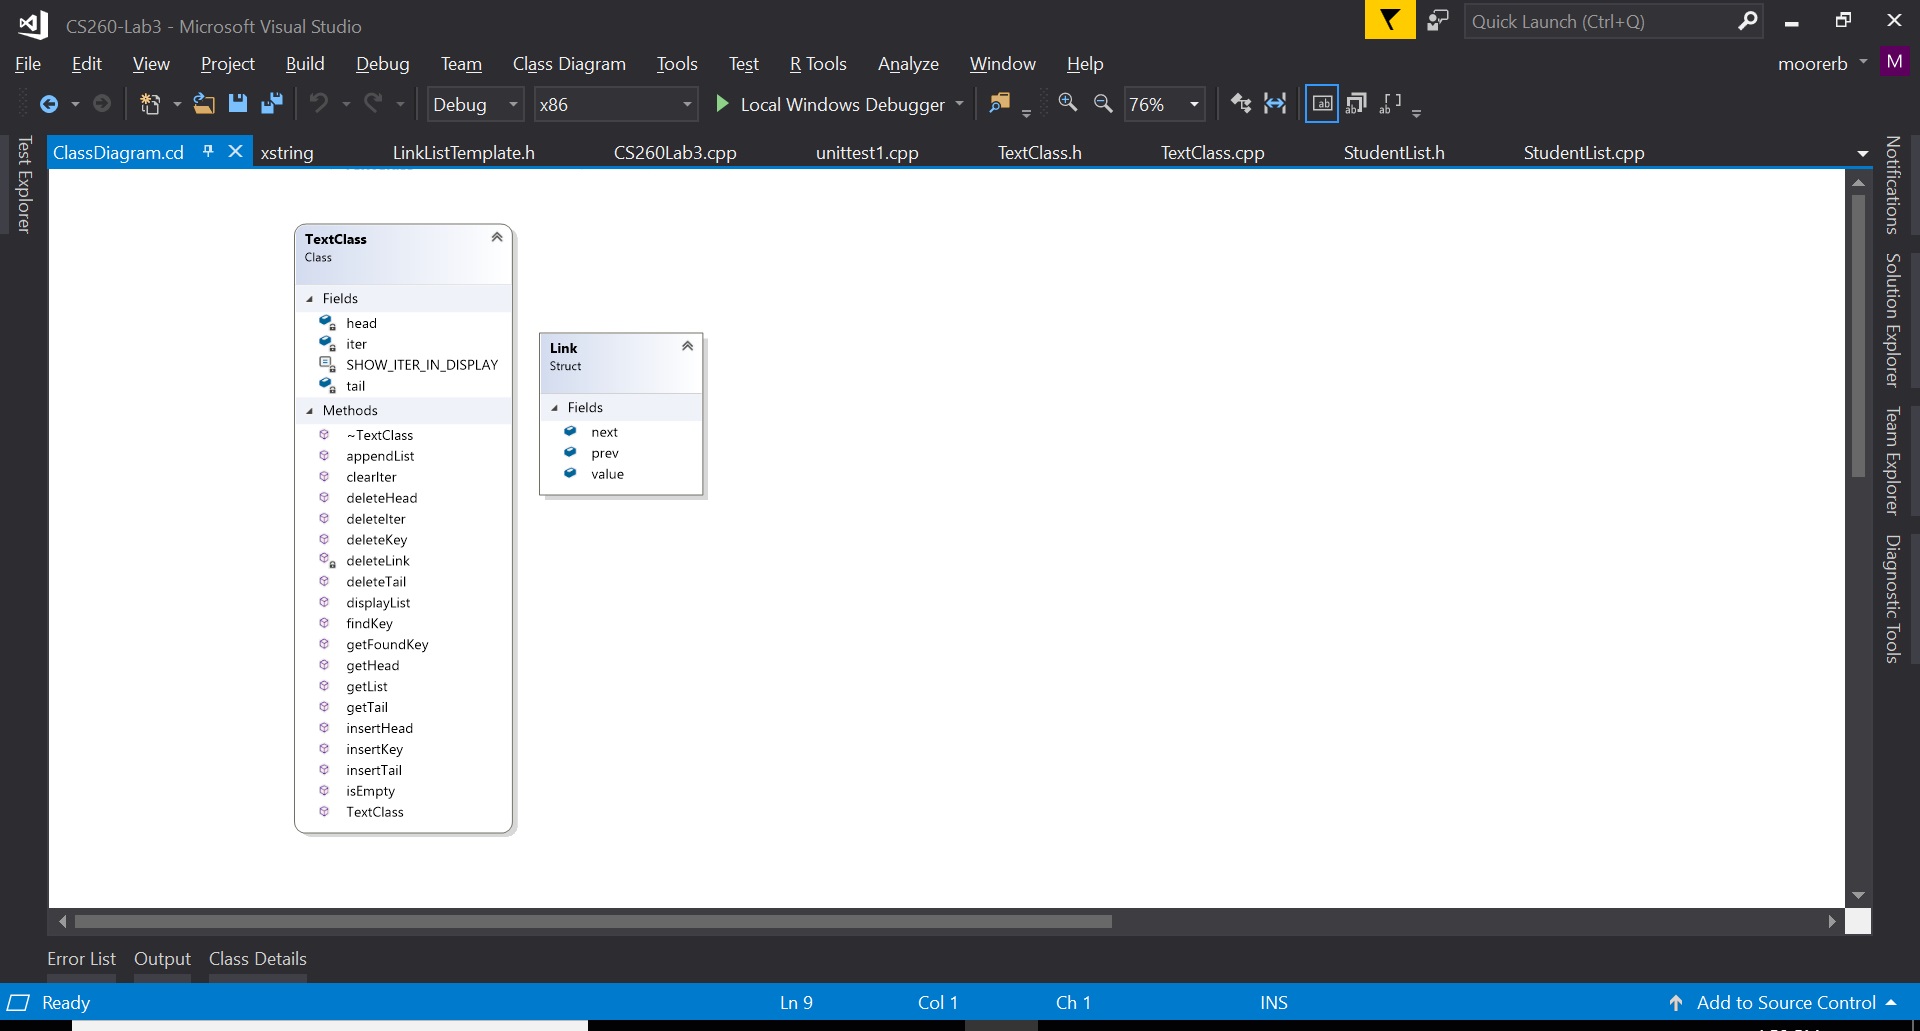 CS260-Lab3 - Microsoft Visual Studio
Quick Launch (Ctrl+Q)
File Edit View Project Build Debug Team Class Diagram Tools Test R Tools Analyze Window Help
moorerb M
Debug x86 Local Windows Debugger 76%
ClassDiagram.cd xstring LinkListTemplate.h CS260Lab3.cpp unittest1.cpp TextClass.h TextClass.cpp StudentList.h StudentList.cpp
Test Explorer
TextClass
Class
Fields
head
iter
SHOW_ITER_IN_DISPLAY
tail
Methods
~TextClass
appendList
clearIter
deleteHead
deleteIter
deleteKey
deleteLink
deleteTail
displayList
findKey
getFoundKey
getHead
getList
getTail
insertHead
insertKey
insertTail
isEmpty
TextClass
Link
Struct
Fields
next
prev
value
Notifications
Solution Explorer
Team Explorer
Diagnostic Tools
Error List Output Class Details
Ready Ln 9 Col 1 Ch 1 INS Add to Source Control